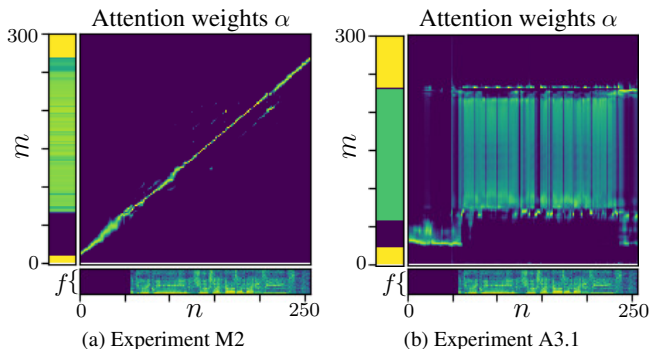 Attention weights α
Attention weights α
300
m
0
f{
0
n
250
300
m
0
f{
0
n
250
(a) Experiment M2
(b) Experiment A3.1